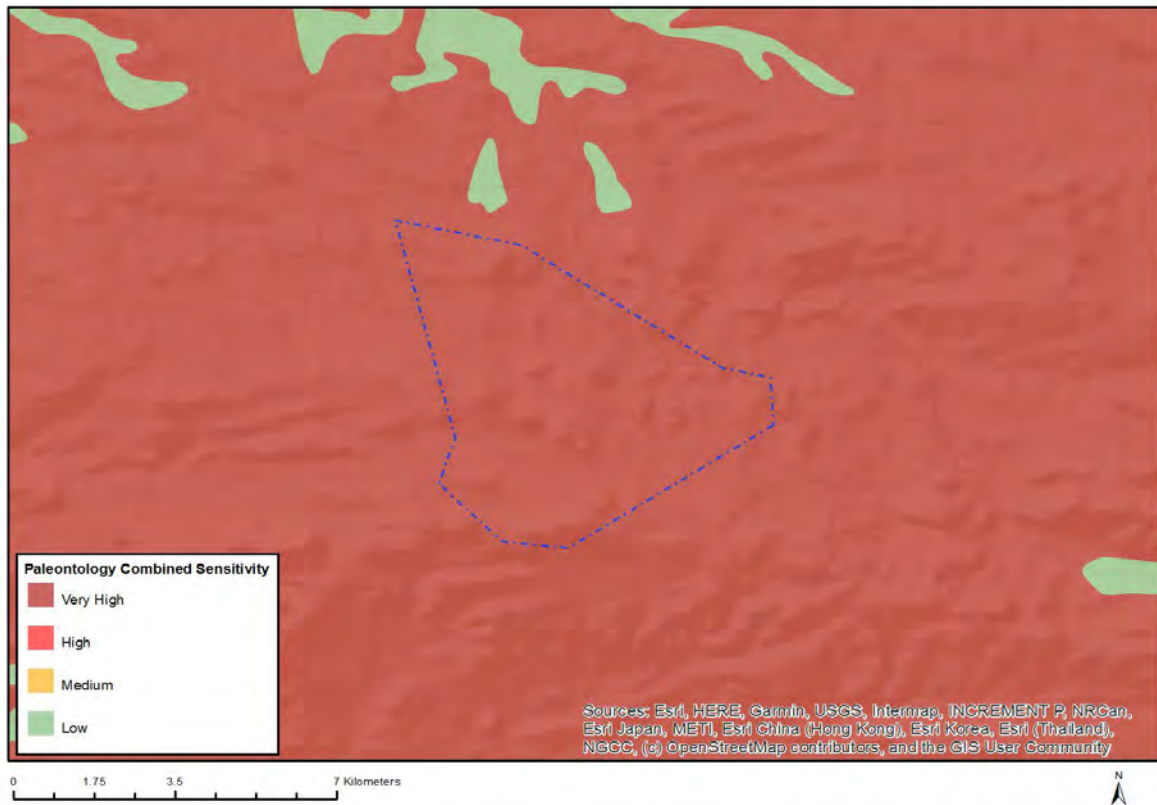 Paleontology Combined Sensitivity
Very High
High
Medium
Low
Sources: Esri, HERE, Garmin, USGS, Intermap, INCREMENT P, NRCan,
Esri Japan, METI, Esri China (Hong Kong), Esri Korea, Esri (Thailand),
NGCC, (c) OpenStreetMap contributors, and the GIS User Community
0 1.75 3.5 7 Kilometers
N